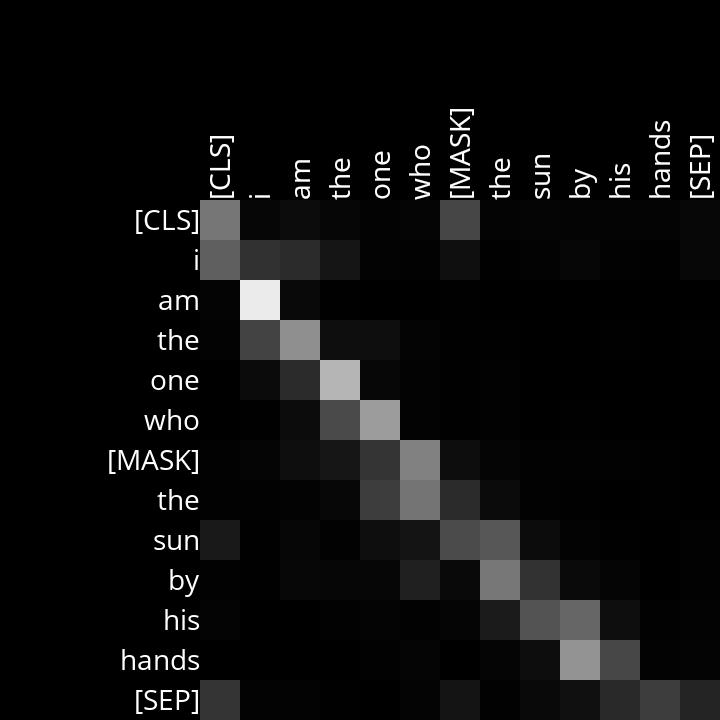 [CLS] i am the one who [MASK] the sun by his hands [SEP]
[CLS]
i
am
the
one
who
[MASK]
the
sun
by
his
hands
[SEP]